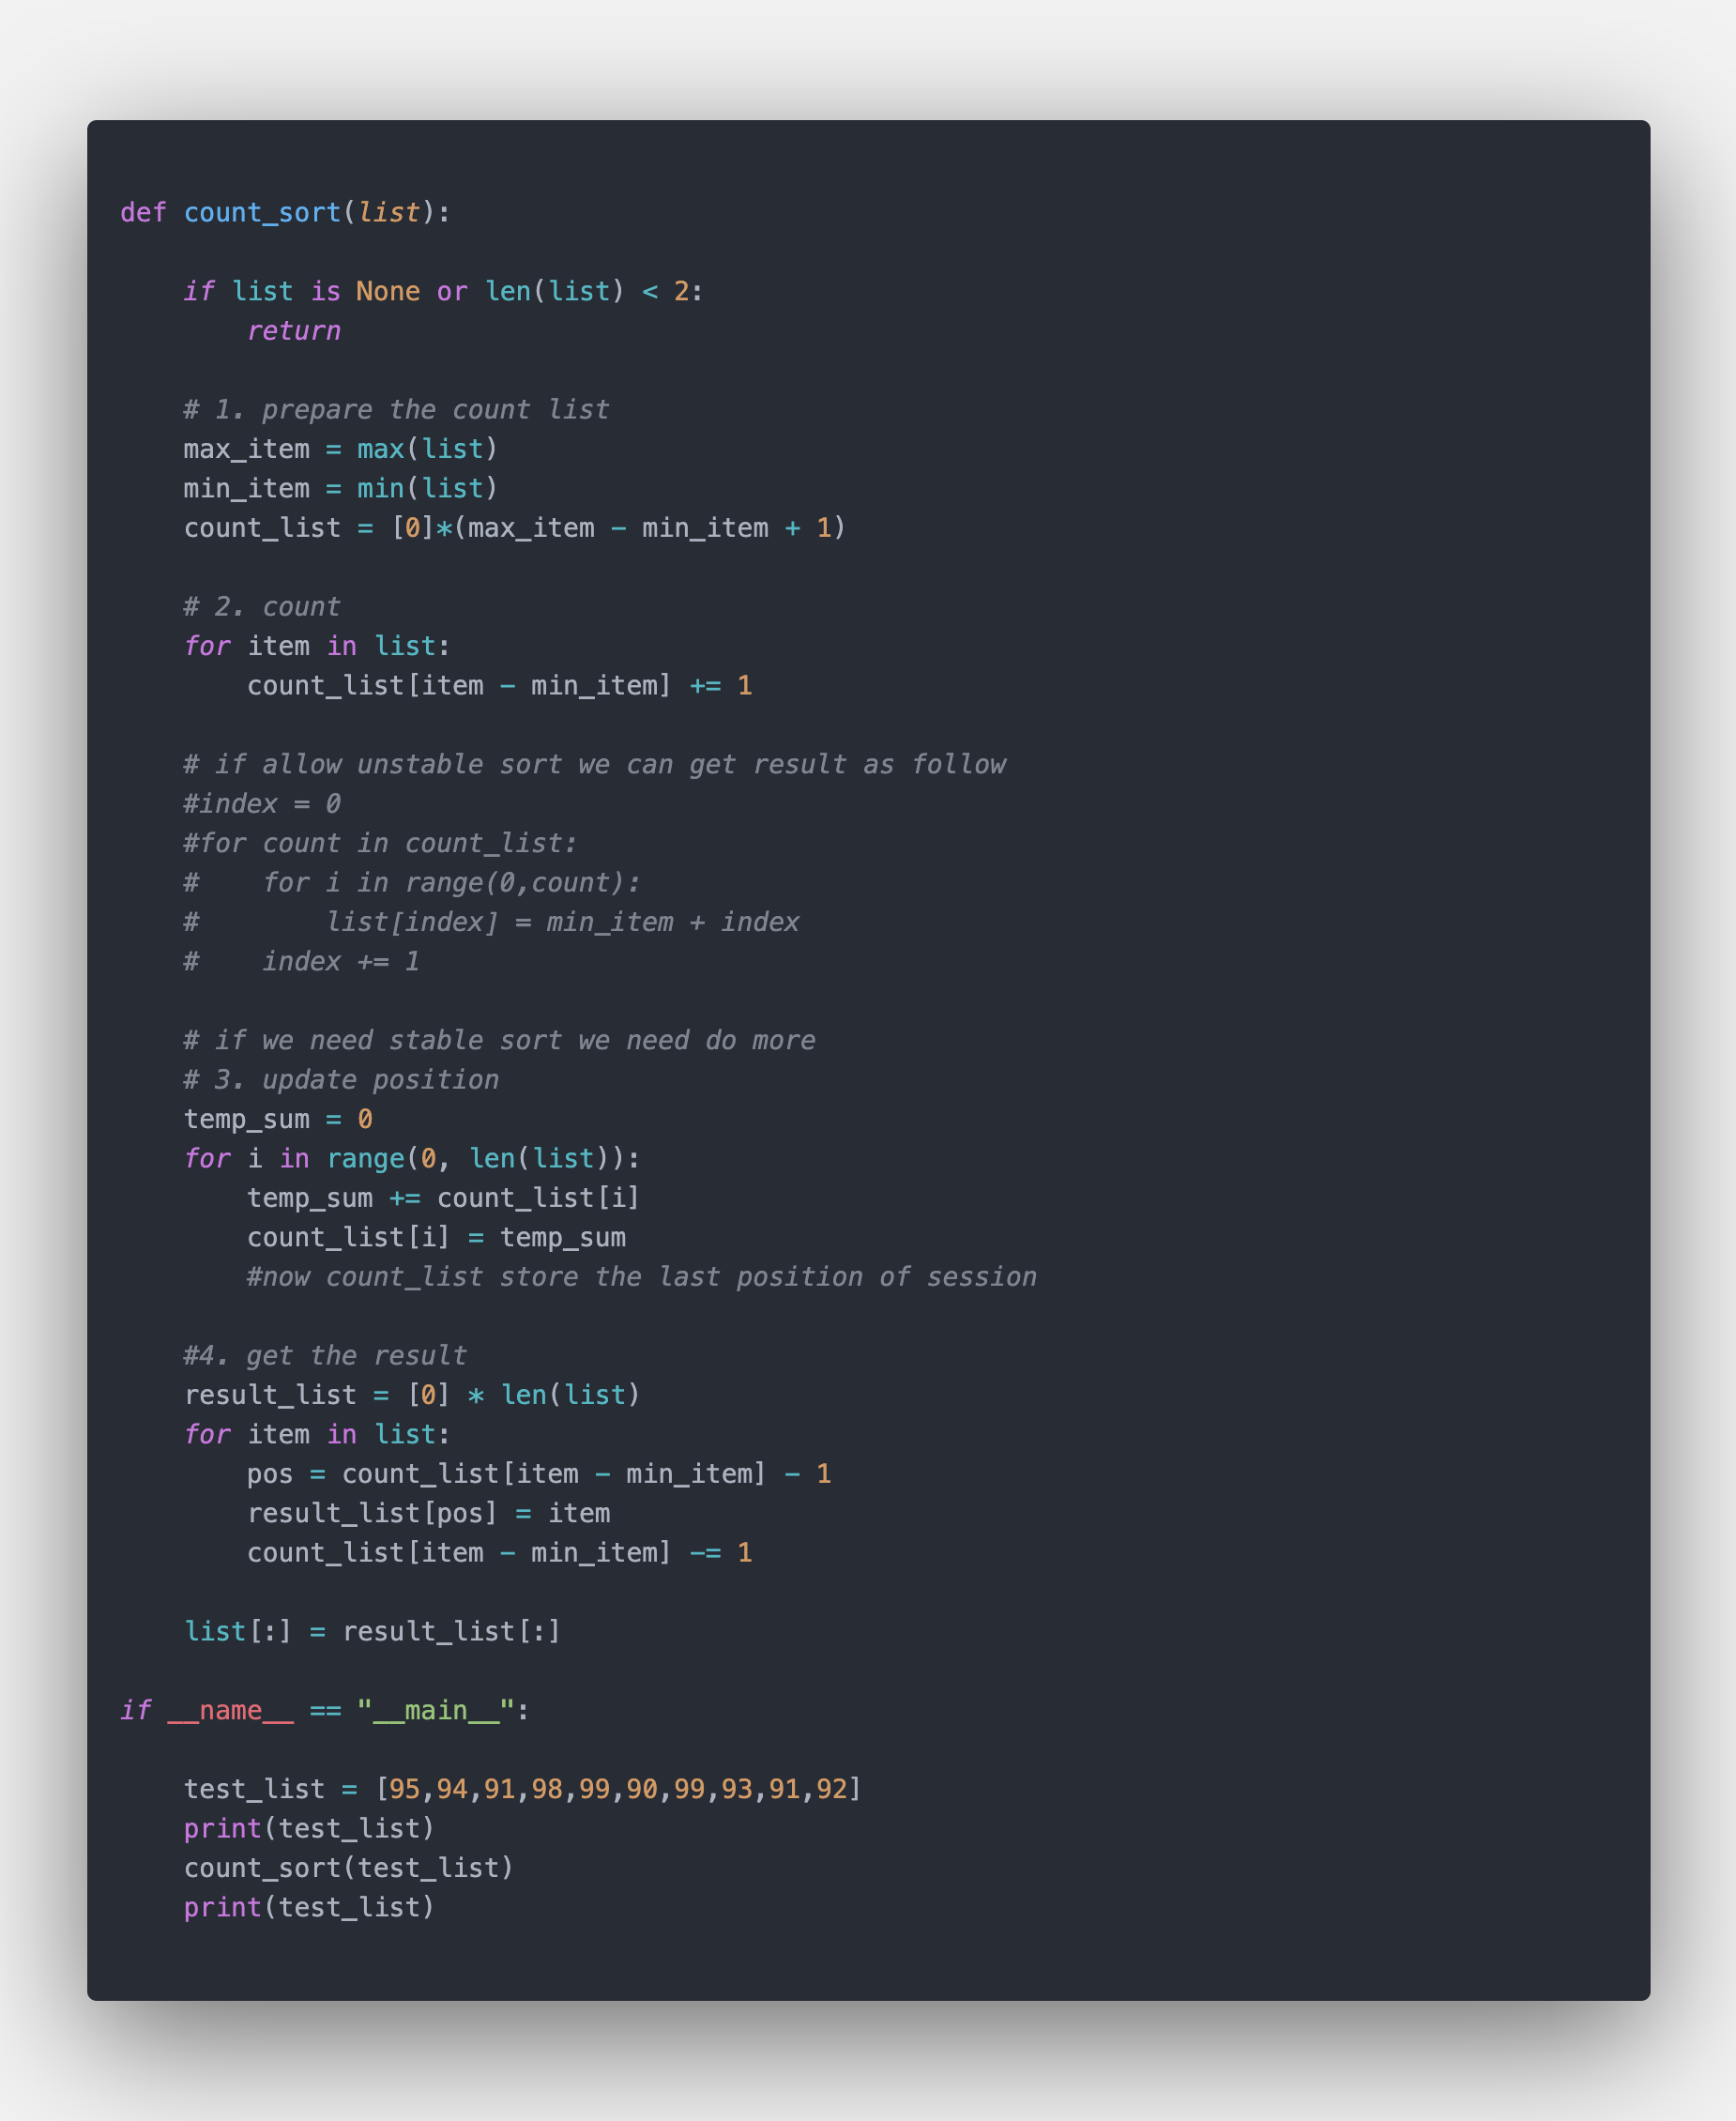 def count_sort(list):
    if list is None or len(list) < 2:
        return
    # 1. prepare the count list
    max_item = max(list)
    min_item = min(list)
    count_list = [0]*(max_item - min_item + 1)
    # 2. count
    for item in list:
        count_list[item - min_item] += 1
    # if allow unstable sort we can get result as follow
    #index = 0
    #for count in count_list:
    #    for i in range(0,count):
    #        list[index] = min_item + index
    #    index += 1
    # if we need stable sort we need do more
    # 3. update position
    temp_sum = 0
    for i in range(0, len(list)):
        temp_sum += count_list[i]
        count_list[i] = temp_sum
        #now count_list store the last position of session
    #4. get the result
    result_list = [0] * len(list)
    for item in list:
        pos = count_list[item - min_item] - 1
        result_list[pos] = item
        count_list[item - min_item] -= 1
    list[:] = result_list[:]
if __name__ == "__main__":
    test_list = [95,94,91,98,99,90,99,93,91,92]
    print(test_list)
    count_sort(test_list)
    print(test_list)